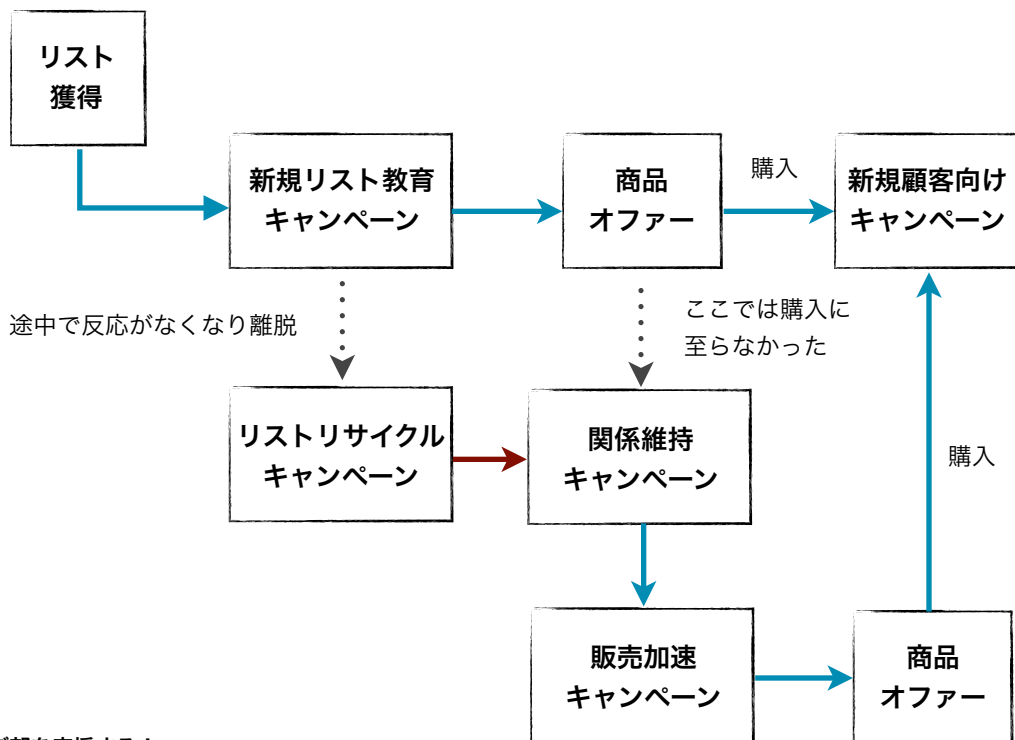 リスト
獲得
新規リスト教育
キャンペーン
商品
オファー
購入
新規顧客向け
キャンペーン
途中で反応がなくなり離脱
ここでは購入に
至らなかった
リストリサイクル
キャンペーン
関係維持
キャンペーン
購入
販売加速
キャンペーン
商品
オファー